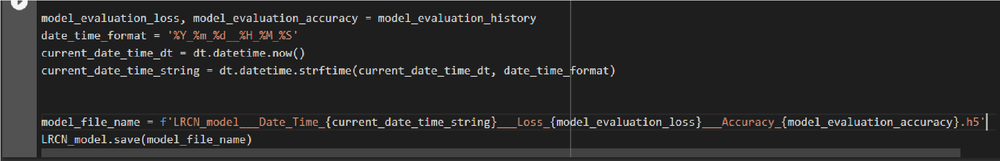 model_evaluation_loss, model_evaluation_accuracy = model_evaluation_history
date_time_format = '%Y_%m_%d__%H_%M_%S'
current_date_time_dt = dt.datetime.now()
current_date_time_string = dt.datetime.strftime(current_date_time_dt, date_time_format)
model_file_name = f'LRCN_model___Date_Time_{current_date_time_string}___Loss_{model_evaluation_loss}___Accuracy_{model_evaluation_accuracy}.h5'
LRCN_model.save(model_file_name)